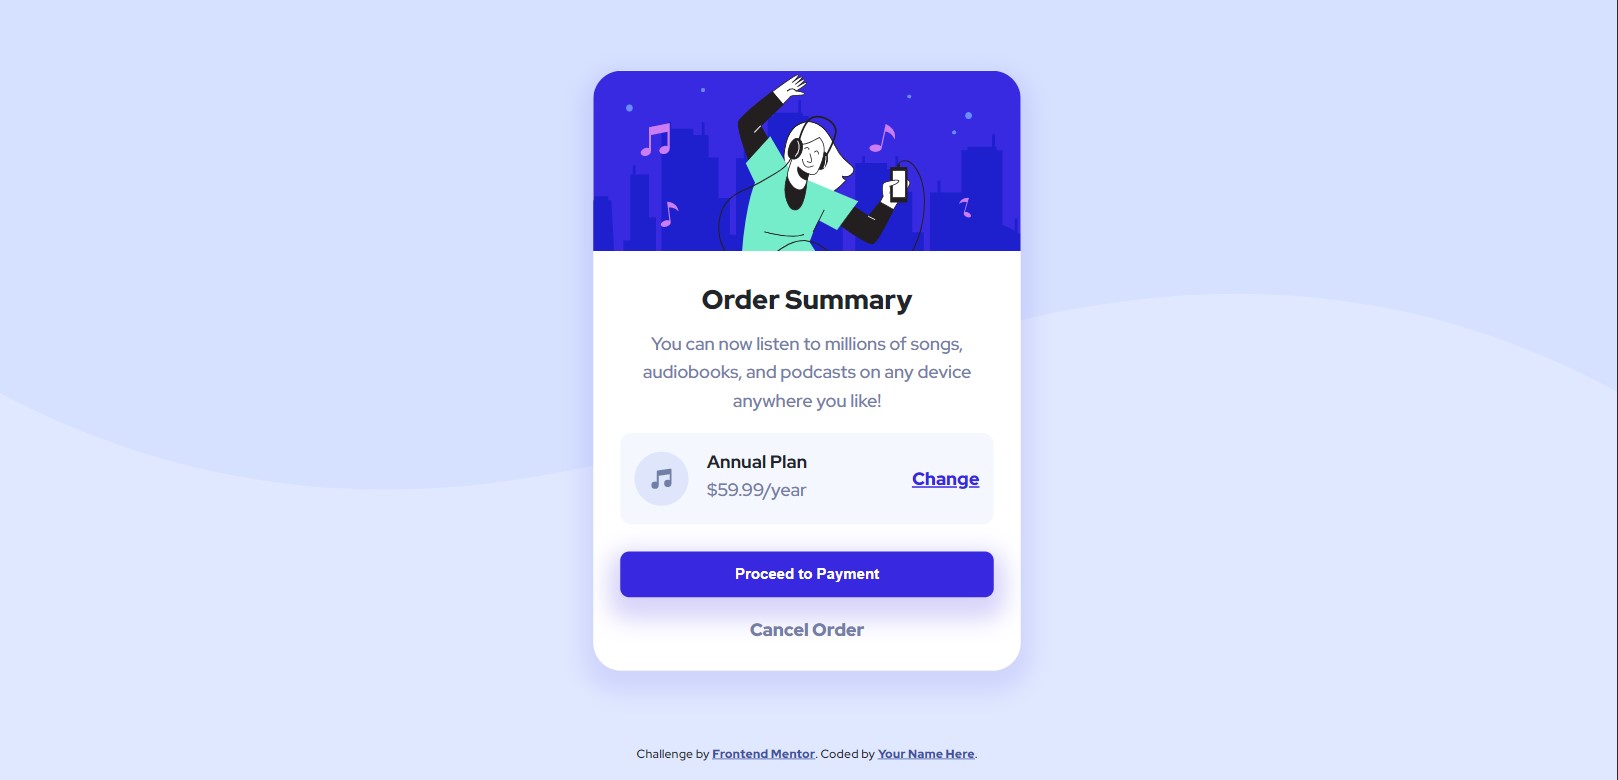 Order Summary
You can now listen to millions of songs,
audiobooks, and podcasts on any device
anywhere you like!
Annual Plan
$59.99/year
Change
Proceed to Payment
Cancel Order
Challenge by Frontend Mentor. Coded by Your Name Here.